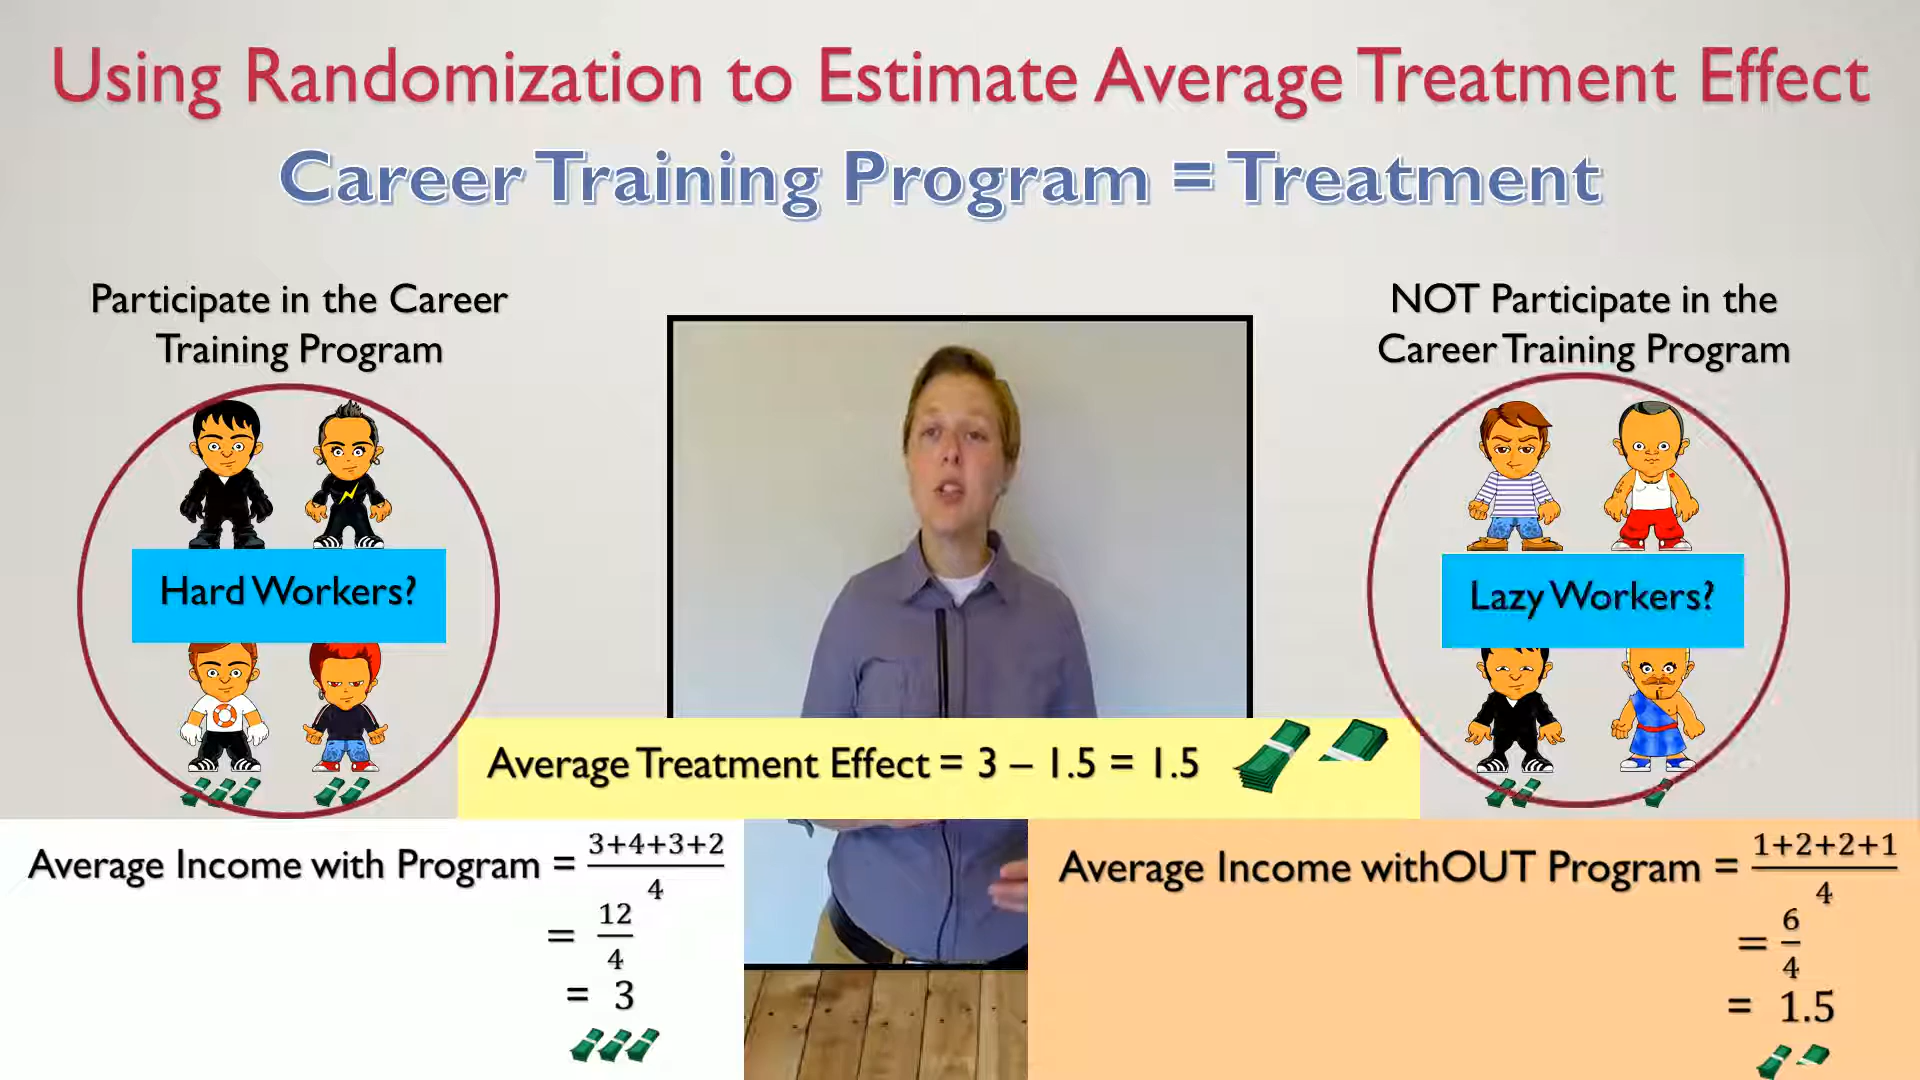 Using Randomization to Estimate Average Treatment Effect
Career Training Program = Treatment
Participate in the Career
Training Program
NOT Participate in the
Career Training Program
Hard Workers?
Lazy Workers?
Average Treatment Effect = 3 – 1.5 = 1.5
Average Income with Program = 3+4+3+2
4
= 12
4
= 3
Average Income withOUT Program = 1+2+2+1
4
= 6
4
= 1.5